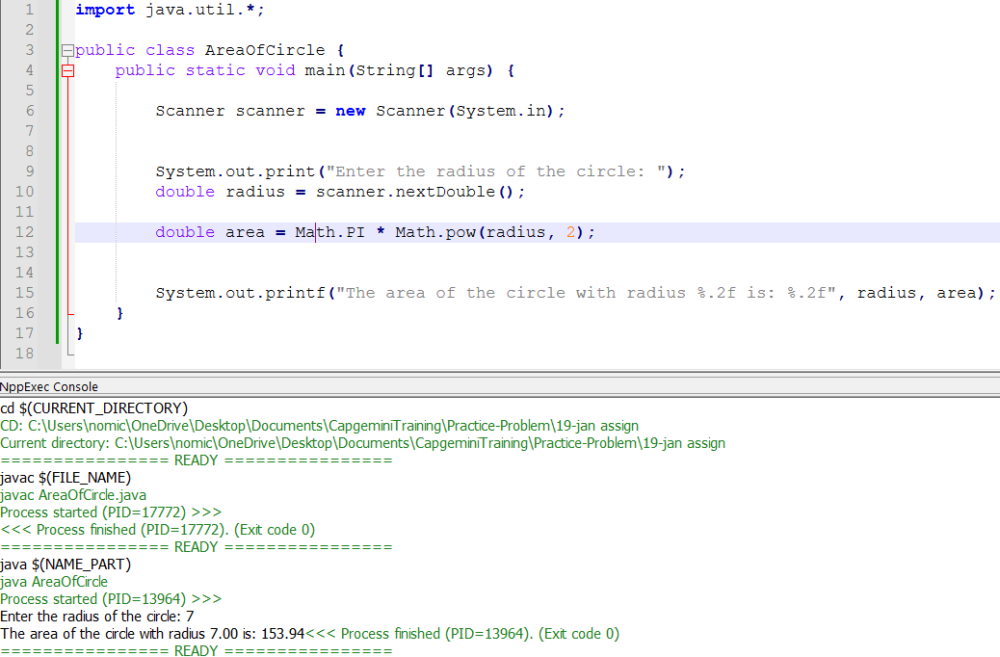 1 import java.util.*;
2
3 public class AreaOfCircle {
4 public static void main(String[] args) {
5
6 Scanner scanner = new Scanner(System.in);
7
8
9 System.out.print("Enter the radius of the circle: ");
10 double radius = scanner.nextDouble();
11
12 double area = Math.PI * Math.pow(radius, 2);
13
14
15 System.out.printf("The area of the circle with radius %.2f is: %.2f", radius, area);
16 }
17 }
18
NppExec Console
cd $(CURRENT_DIRECTORY)
CD: C:\Users\nomic\OneDrive\Desktop\Documents\CapgeminiTraining\Practice-Problem\19-jan assign
Current directory: C:\Users\nomic\OneDrive\Desktop\Documents\CapgeminiTraining\Practice-Problem\19-jan assign
================ READY ================
javac $(FILE_NAME)
javac AreaOfCircle.java
Process started (PID=17772) >>>
<<< Process finished (PID=17772). (Exit code 0)
================ READY ================
java $(NAME_PART)
java AreaOfCircle
Process started (PID=13964) >>>
Enter the radius of the circle: 7
The area of the circle with radius 7.00 is: 153.94<<< Process finished (PID=13964). (Exit code 0)
================ READY ================